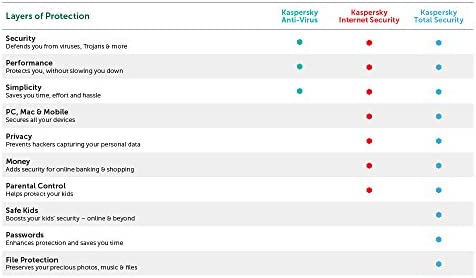 Layers of Protection
Kaspersky
Anti-Virus
Kaspersky
Internet Security
Kaspersky
Total Security
Security
Defends you from viruses, Trojans & more
Performance
Protects you, without slowing you down
Simplicity
Saves you time, effort and hassle
PC, Mac & Mobile
Secures all your devices
Privacy
Prevents hackers capturing your personal data
Money
Adds security for online banking & shopping
Parental Control
Helps protect your kids
Safe Kids
Boosts your kids' security – online & beyond
Passwords
Enhances protection and saves you time
File Protection
Preserves your precious photos, music & files